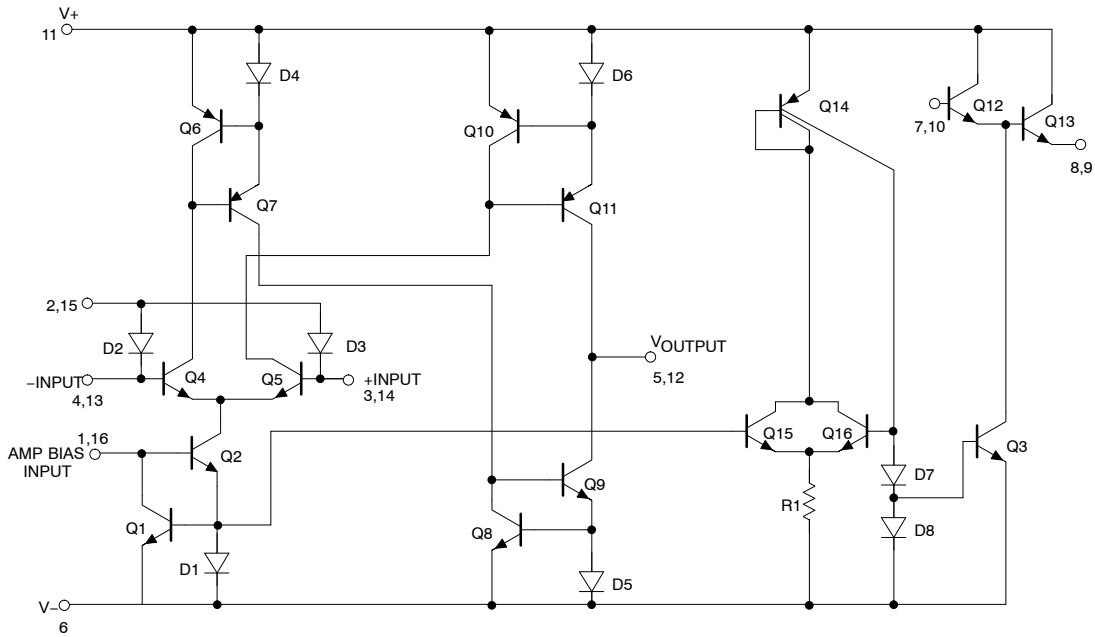 V+
11
D4
D6
Q6
Q10
Q14
Q12
7,10
Q13
8,9
Q7
Q11
2,15
D2
D3
VOUTPUT
5,12
−INPUT
4,13
Q4
Q5
+INPUT
3,14
1,16
AMP BIAS
INPUT
Q2
Q15
Q16
Q3
D7
Q9
R1
Q1
Q8
D8
D1
D5
V−
6